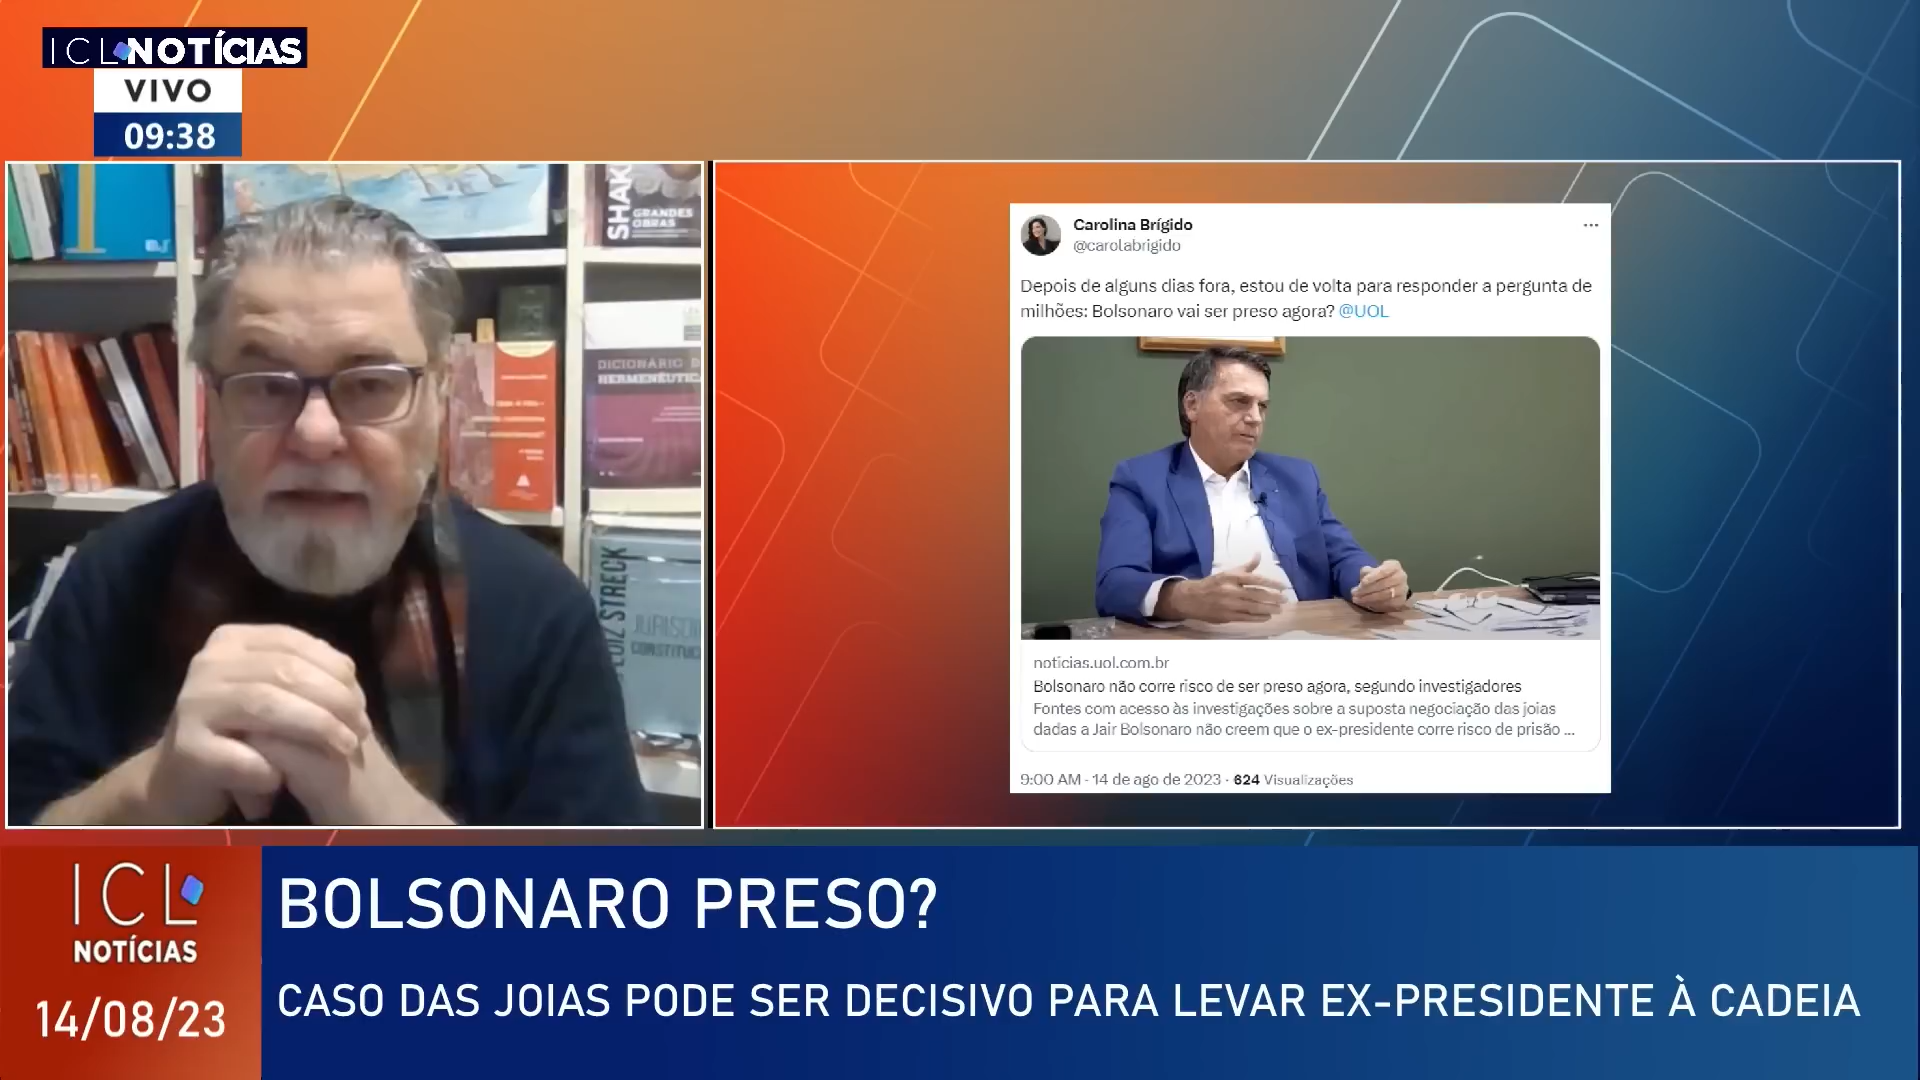 ICL NOTÍCIAS
VIVO
09:38
SHAK
GRANDES
OBRAS
DICIONÁRIO D
HERMENÊUTICA
LUIZ STRECK
JURISDI
CONSTITUC
Carolina Brígido
@carolabrigido
Depois de alguns dias fora, estou de volta para responder a pergunta de
milhões: Bolsonaro vai ser preso agora? @UOL
noticias.uol.com.br
Bolsonaro não corre risco de ser preso agora, segundo investigadores
Fontes com acesso às investigações sobre a suposta negociação das joias
dadas a Jair Bolsonaro não creem que o ex-presidente corre risco de prisão ...
9:00 AM · 14 de ago de 2023 · 624 Visualizações
ICL
NOTÍCIAS
14/08/23
BOLSONARO PRESO?
CASO DAS JOIAS PODE SER DECISIVO PARA LEVAR EX-PRESIDENTE À CADEIA